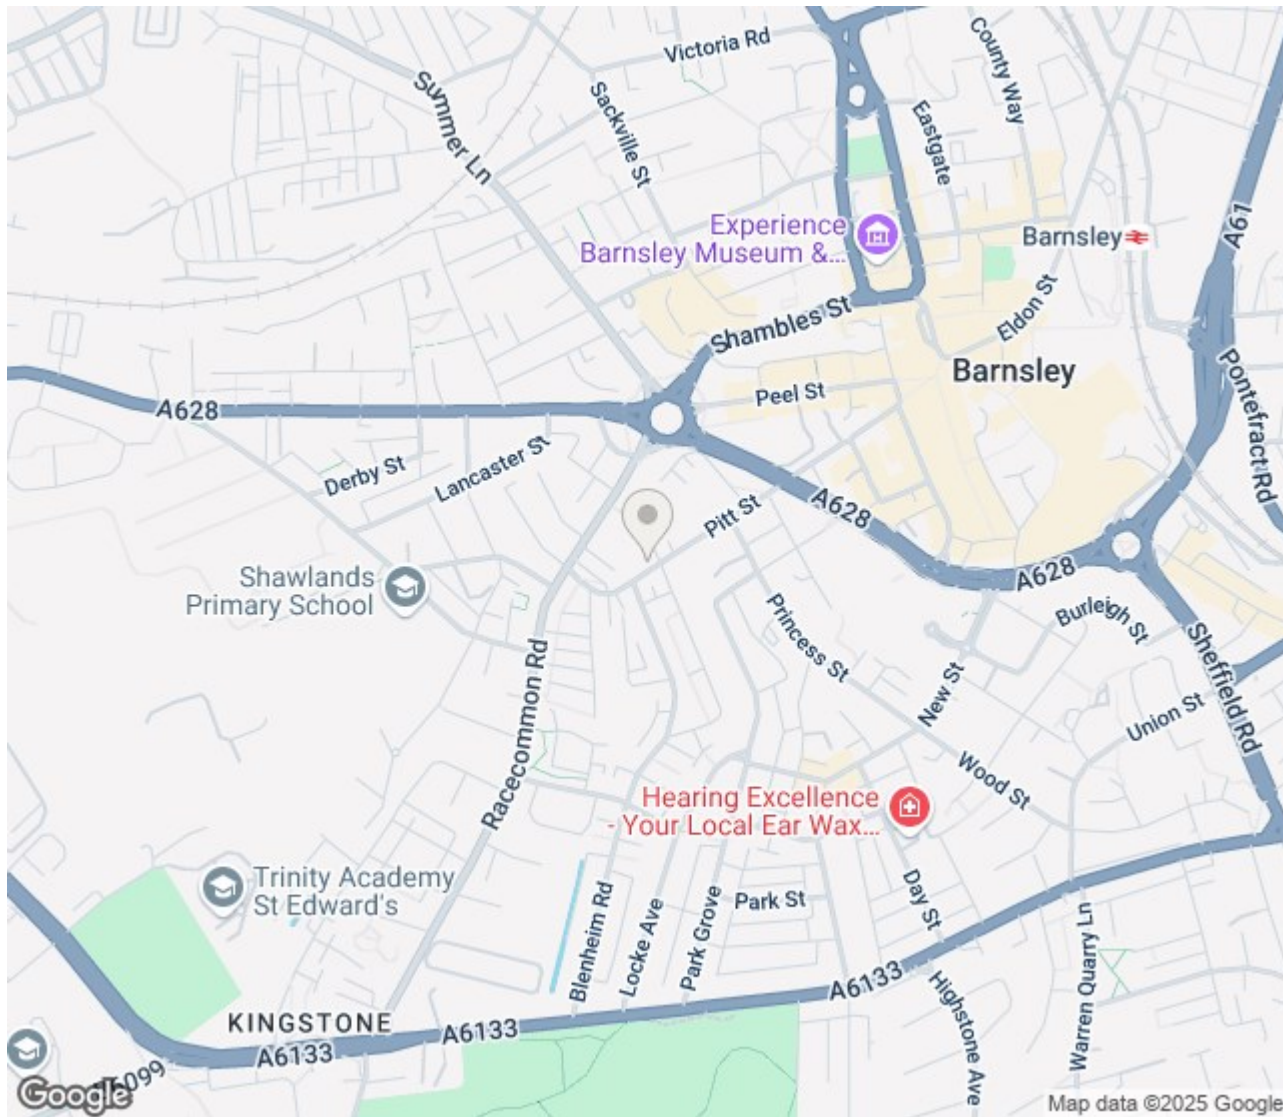 Victoria Rd
County Way
Summer Ln
Sackville St
Eastgate
A61
Experience
Barnsley Museum &...
Barnsley
Eldon St
Shambles St
Barnsley
Pontefract Rd
Peel St
A628
Derby St
Lancaster St
Pitt St
A628
Shawlands
Primary School
A628
Burleigh St
Princess St
Sheffield Rd
New St
Union St
Racecommon Rd
Wood St
Hearing Excellence
- Your Local Ear Wax...
Trinity Academy
St Edward's
Park St
Day St
Blenheim Rd
Locke Ave
Park Grove
Warren Quarry Ln
A6133
Highstone Ave
KINGSTONE
A6133
A6133
Google
Map data ©2025 Google